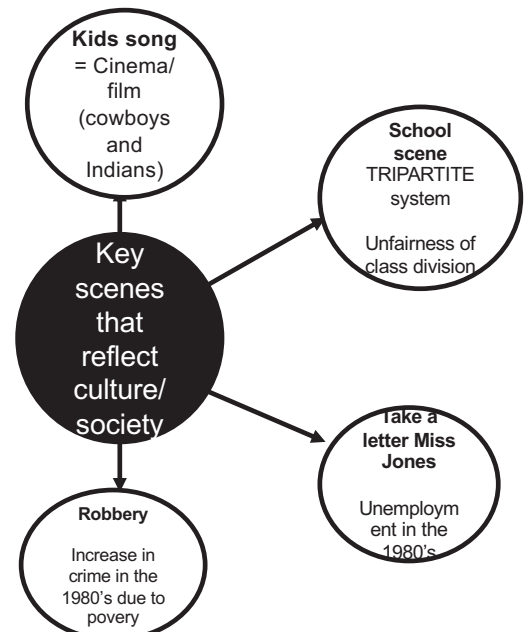 Kids song
= Cinema/
film
(cowboys
and
Indians)
School
scene
TRIPARTITE
system
Unfairness of
class division
Key
scenes
that
reflect
culture/
society
Take a
letter Miss
Jones
Unemploym
ent in the
1980's
Robbery
Increase in
crime in the
1980's due to
povery